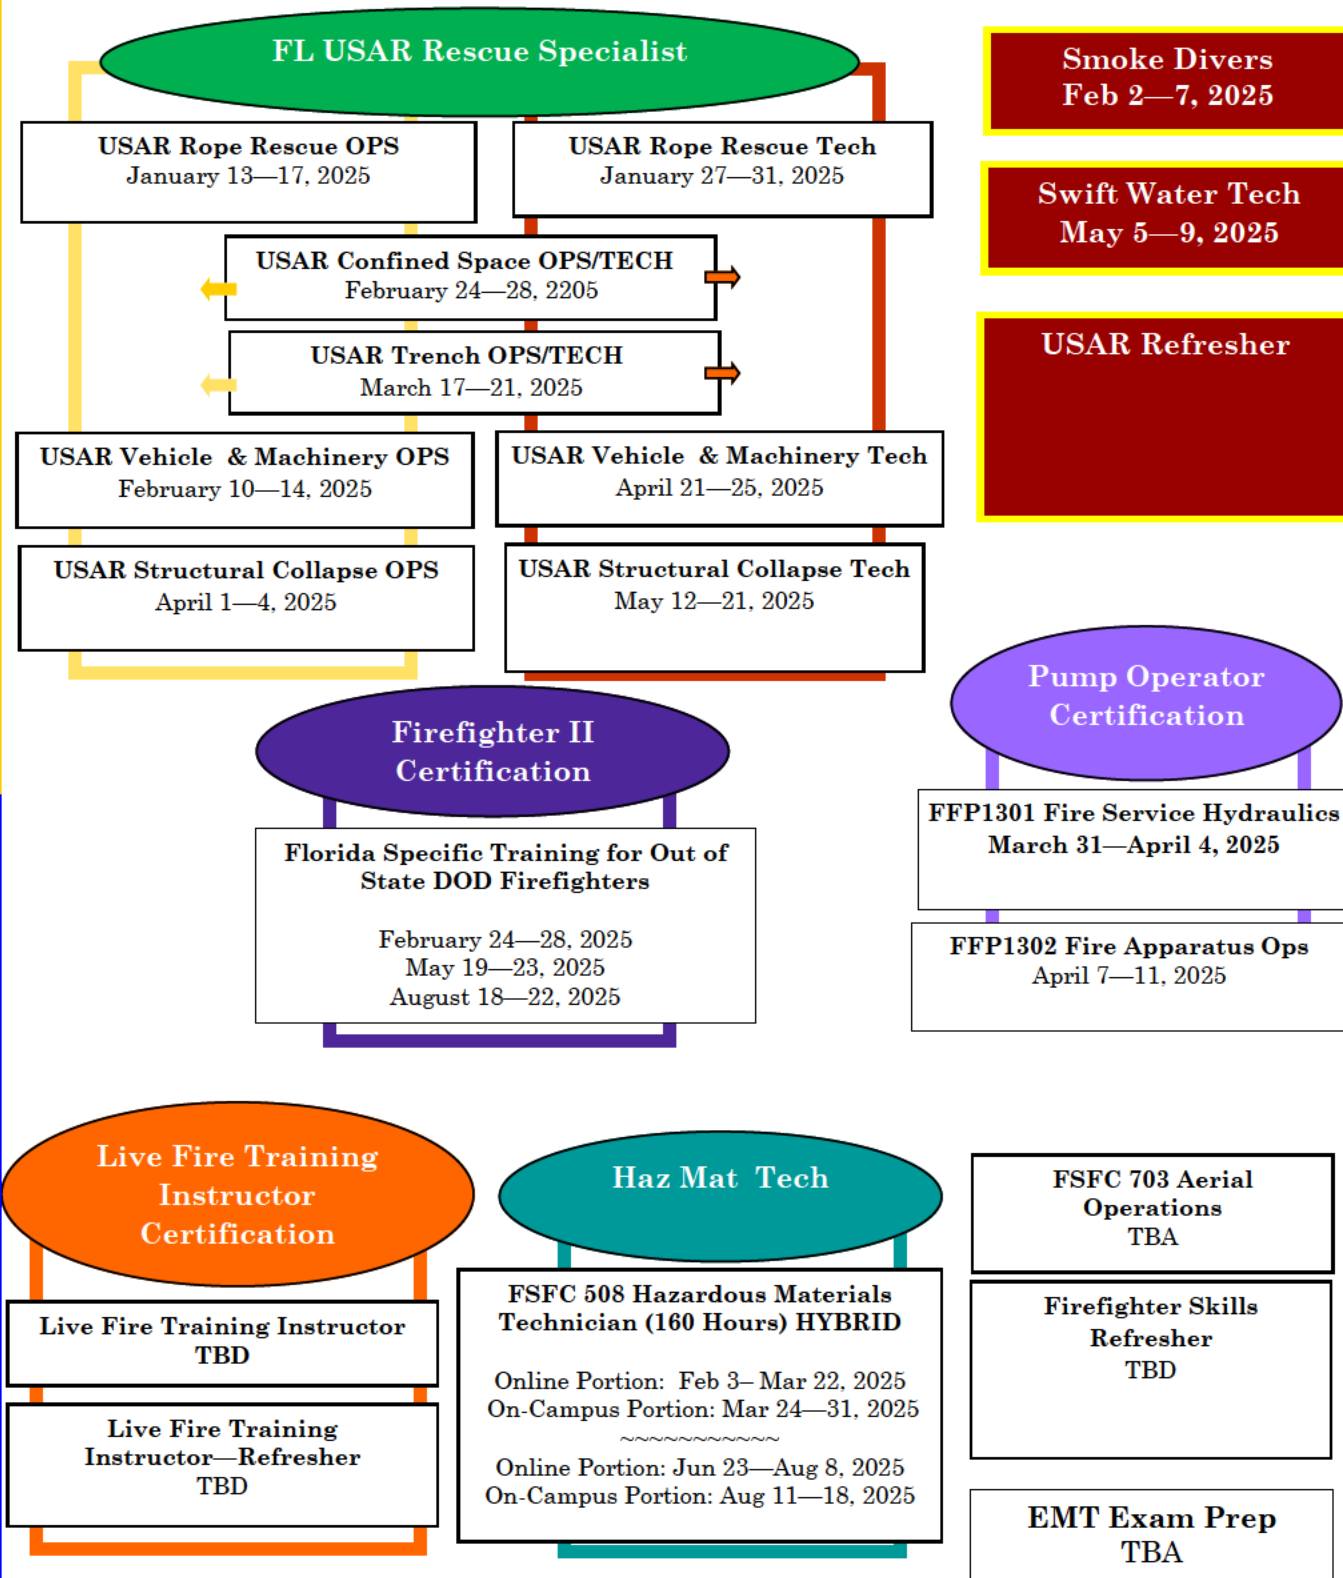 FL USAR Rescue Specialist
USAR Rope Rescue OPS
January 13—17, 2025
USAR Rope Rescue Tech
January 27—31, 2025
USAR Confined Space OPS/TECH
February 24—28, 2205
USAR Trench OPS/TECH
March 17—21, 2025
USAR Vehicle  & Machinery OPS
February 10—14, 2025
USAR Vehicle  & Machinery Tech
April 21—25, 2025
USAR Structural Collapse OPS
April 1—4, 2025
USAR Structural Collapse Tech
May 12—21, 2025
Smoke Divers
Feb 2—7, 2025
Swift Water Tech
May 5—9, 2025
USAR Refresher
Firefighter II
Certification
Florida Specific Training for Out of
State DOD Firefighters
February 24—28, 2025
May 19—23, 2025
August 18—22, 2025
Pump Operator
Certification
FFP1301 Fire Service Hydraulics
March 31—April 4, 2025
FFP1302 Fire Apparatus Ops
April 7—11, 2025
Live Fire Training
Instructor
Certification
Live Fire Training Instructor
TBD
Live Fire Training
Instructor—Refresher
TBD
Haz Mat  Tech
FSFC 508 Hazardous Materials
Technician (160 Hours) HYBRID
Online Portion:  Feb 3– Mar 22, 2025
On-Campus Portion: Mar 24—31, 2025
~~~~~~~~~~~
Online Portion: Jun 23—Aug 8, 2025
On-Campus Portion: Aug 11—18, 2025
FSFC 703 Aerial
Operations
TBA
Firefighter Skills
Refresher
TBD
EMT Exam Prep
TBA